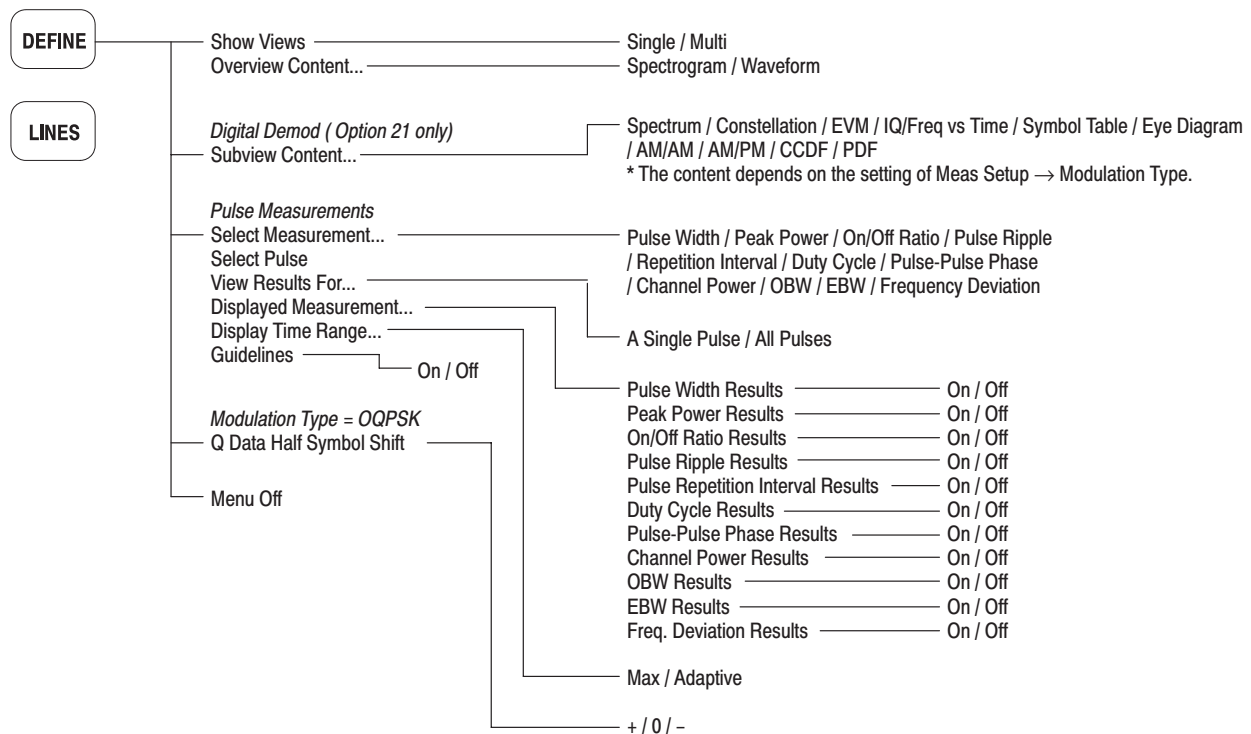 DEFINE
Show Views Single / Multi
Overview Content... Spectrogram / Waveform
LINES
Digital Demod ( Option 21 only)
Subview Content...
Spectrum / Constellation / EVM / IQ/Freq vs Time / Symbol Table / Eye Diagram
/ AM/AM / AM/PM / CCDF / PDF
* The content depends on the setting of Meas Setup → Modulation Type.
Pulse Measurements
Select Measurement...
Select Pulse
View Results For...
Displayed Measurement...
Display Time Range...
Guidelines On / Off
Pulse Width / Peak Power / On/Off Ratio / Pulse Ripple
/ Repetition Interval / Duty Cycle / Pulse-Pulse Phase
/ Channel Power / OBW / EBW / Frequency Deviation
A Single Pulse / All Pulses
Modulation Type = OQPSK
Q Data Half Symbol Shift
Menu Off
Pulse Width Results On / Off
Peak Power Results On / Off
On/Off Ratio Results On / Off
Pulse Ripple Results On / Off
Pulse Repetition Interval Results On / Off
Duty Cycle Results On / Off
Pulse-Pulse Phase Results On / Off
Channel Power Results On / Off
OBW Results On / Off
EBW Results On / Off
Freq. Deviation Results On / Off
Max / Adaptive
+ / 0 / –